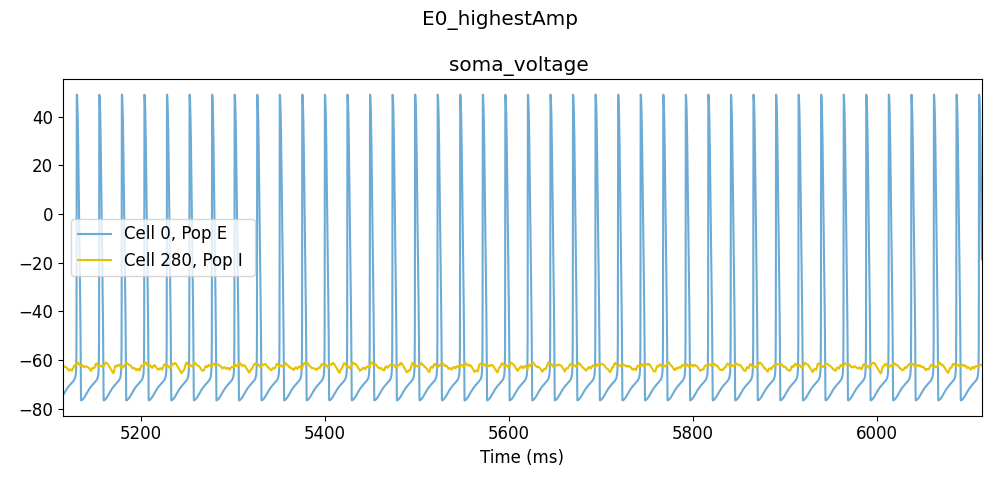 E0_highestAmp
soma_voltage
40
20
0
−20
−40
−60
−80
Cell 0, Pop E
Cell 280, Pop I
5200 5400 5600 5800 6000
Time (ms)